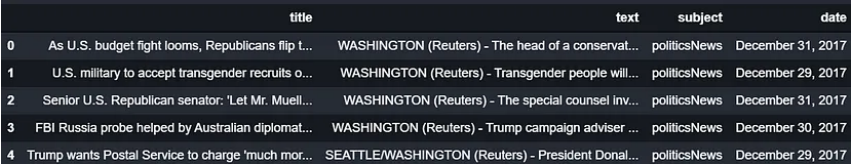 title text subject date
0 As U.S. budget fight looms, Republicans flip t... WASHINGTON (Reuters) - The head of a conservat... politicsNews December 31, 2017
1 U.S. military to accept transgender recruits o... WASHINGTON (Reuters) - Transgender people will... politicsNews December 29, 2017
2 Senior U.S. Republican senator: 'Let Mr. Muell... WASHINGTON (Reuters) - The special counsel inv... politicsNews December 31, 2017
3 FBI Russia probe helped by Australian diplomat... WASHINGTON (Reuters) - Trump campaign adviser ... politicsNews December 30, 2017
4 Trump wants Postal Service to charge 'much mor... SEATTLE/WASHINGTON (Reuters) - President Donal... politicsNews December 29, 2017